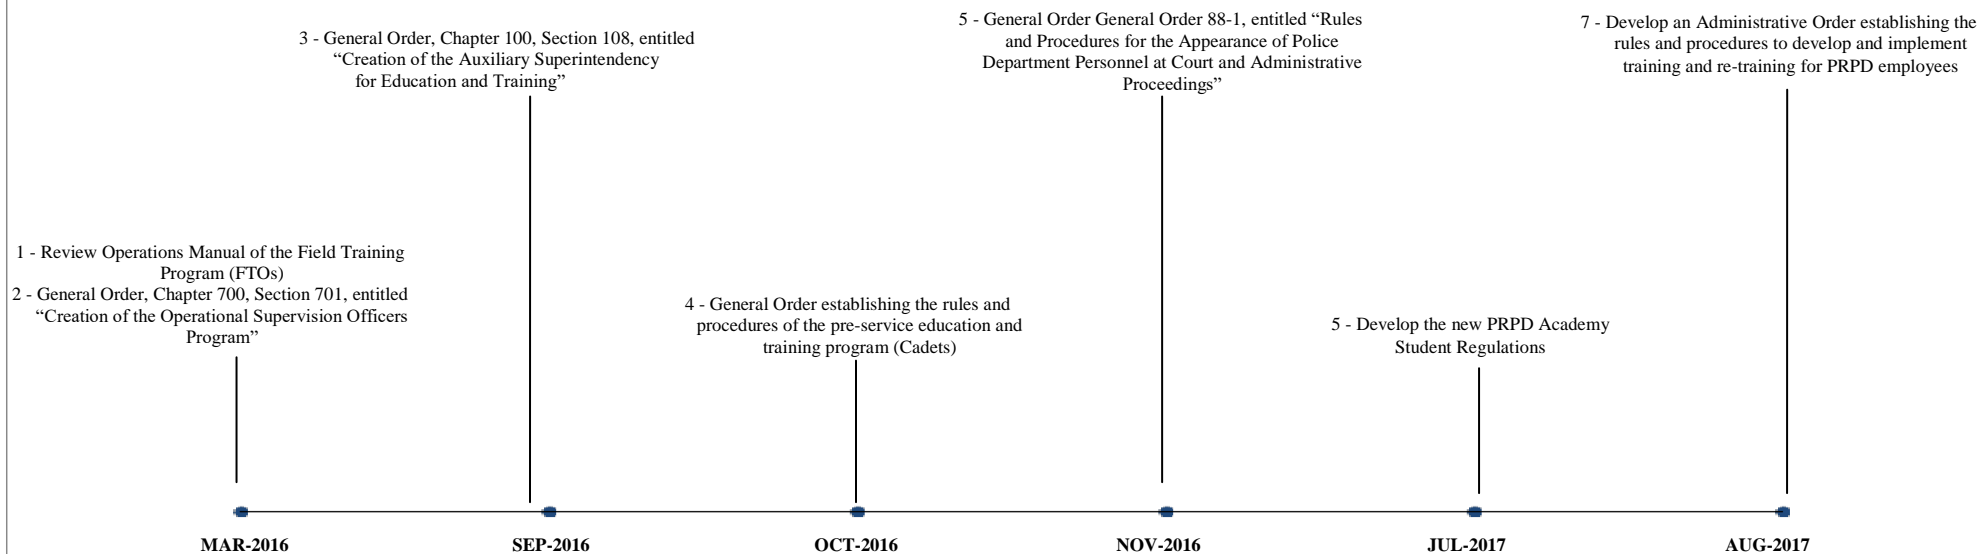 3 - General Order, Chapter 100, Section 108, entitled
“Creation of the Auxiliary Superintendency
for Education and Training”
5 - General Order General Order 88-1, entitled “Rules
and Procedures for the Appearance of Police
Department Personnel at Court and Administrative
Proceedings”
7 - Develop an Administrative Order establishing the
rules and procedures to develop and implement
training and re-training for PRPD employees
1 - Review Operations Manual of the Field Training
Program (FTOs)
2 - General Order, Chapter 700, Section 701, entitled
“Creation of the Operational Supervision Officers
Program”
4 - General Order establishing the rules and
procedures of the pre-service education and
training program (Cadets)
5 - Develop the new PRPD Academy
Student Regulations
MAR-2016
SEP-2016
OCT-2016
NOV-2016
JUL-2017
AUG-2017